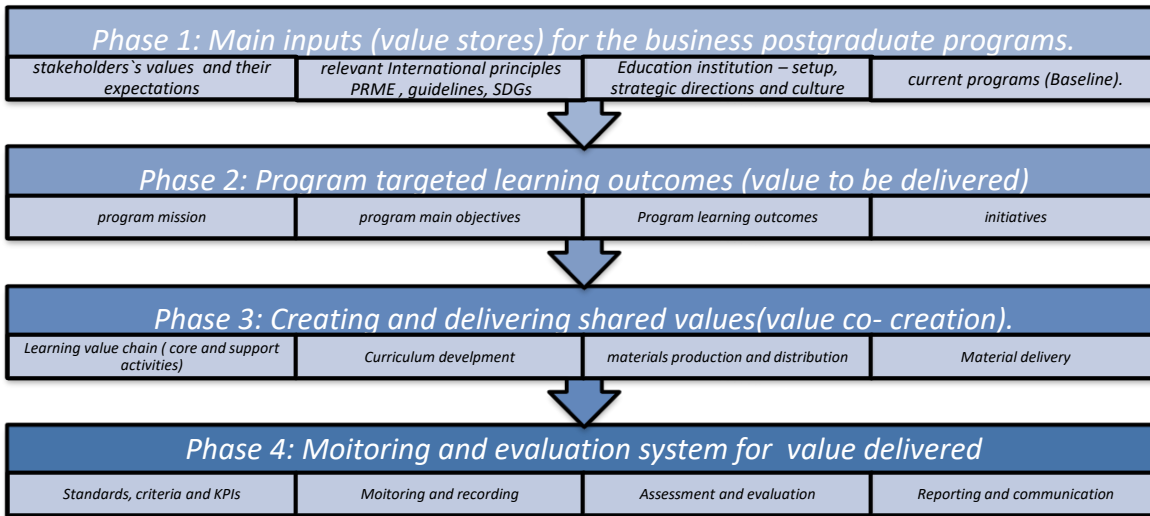 Phase 1: Main inputs (value stores) for the business postgraduate programs.
stakeholders`s values and their
expectations
relevant International principles
PRME , guidelines, SDGs
Education institution – setup,
strategic directions and culture
current programs (Baseline).
Phase 2: Program targeted learning outcomes (value to be delivered)
program mission
program main objectives
Program learning outcomes
initiatives
Phase 3: Creating and delivering shared values(value co- creation).
Learning value chain ( core and support
activities)
Curriculum develpment
materials production and distribution
Material delivery
Phase 4: Moitoring and evaluation system for value delivered
Standards, criteria and KPIs
Moitoring and recording
Assessment and evaluation
Reporting and communication